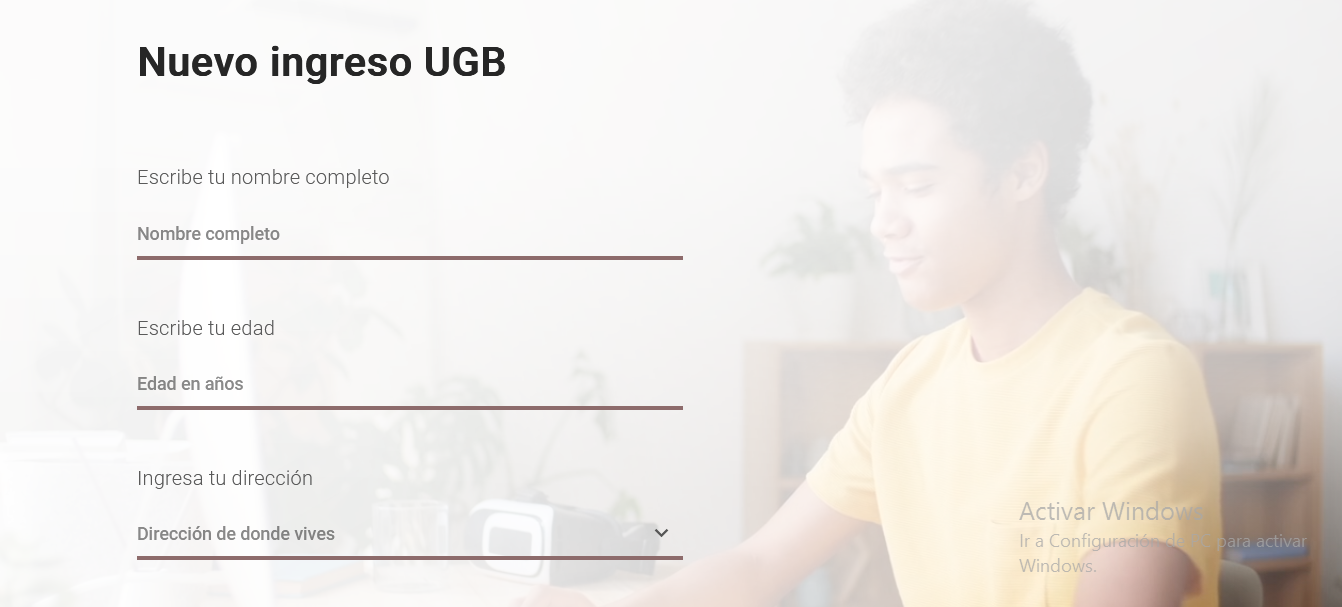 Nuevo ingreso UGB
Escribe tu nombre completo
Nombre completo
Escribe tu edad
Edad en años
Ingresa tu dirección
Dirección de donde vives
Activar Windows
Ir a Configuración de PC para activar
Windows.